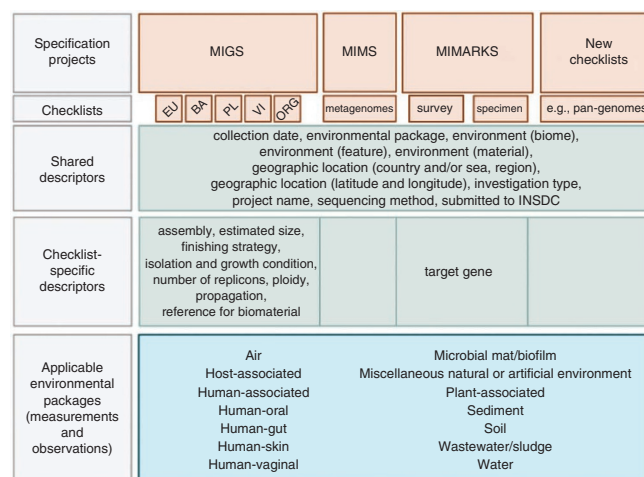 Specification
projects
MIGS
MIMS
MIMARKS
New
checklists
Checklists
EU
BA
PL
VI
ORG
metagenomes
survey
specimen
e.g., pan-genomes
Shared
descriptors
collection date, environmental package, environment (biome),
environment (feature), environment (material),
geographic location (country and/or sea, region),
geographic location (latitude and longitude), investigation type,
project name, sequencing method, submitted to INSDC
Checklist-
specific
descriptors
assembly, estimated size,
finishing strategy,
isolation and growth condition,
number of replicons, ploidy,
propagation,
reference for biomaterial
target gene
Applicable
environmental
packages
(measurements
and
observations)
Air
Host-associated
Human-associated
Human-oral
Human-gut
Human-skin
Human-vaginal
Microbial mat/biofilm
Miscellaneous natural or artificial environment
Plant-associated
Sediment
Soil
Wastewater/sludge
Water